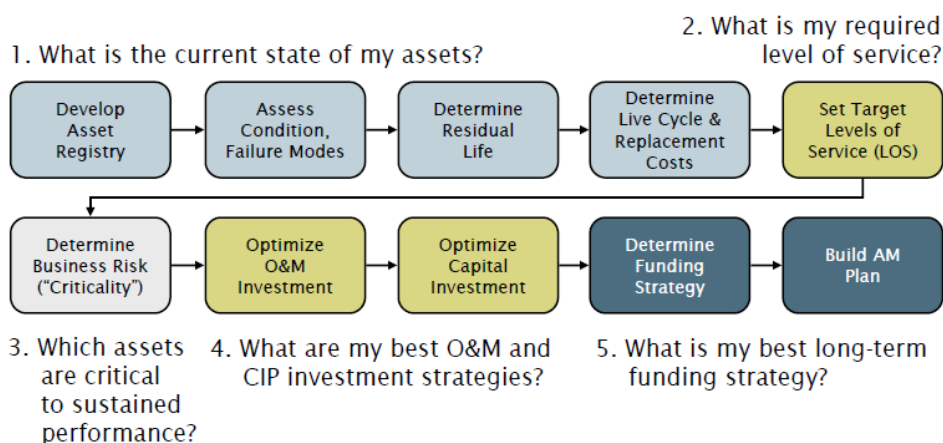 1. What is the current state of my assets?
2. What is my required
level of service?
Develop
Asset
Registry
Assess
Condition,
Failure Modes
Determine
Residual
Life
Determine
Live Cycle &
Replacement
Costs
Set Target
Levels of
Service (LOS)
Determine
Business Risk
(“Criticality”)
Optimize
O&M
Investment
Optimize
Capital
Investment
Determine
Funding
Strategy
Build AM
Plan
3. Which assets
are critical
to sustained
performance?
4. What are my best O&M and
CIP investment strategies?
5. What is my best long-term
funding strategy?